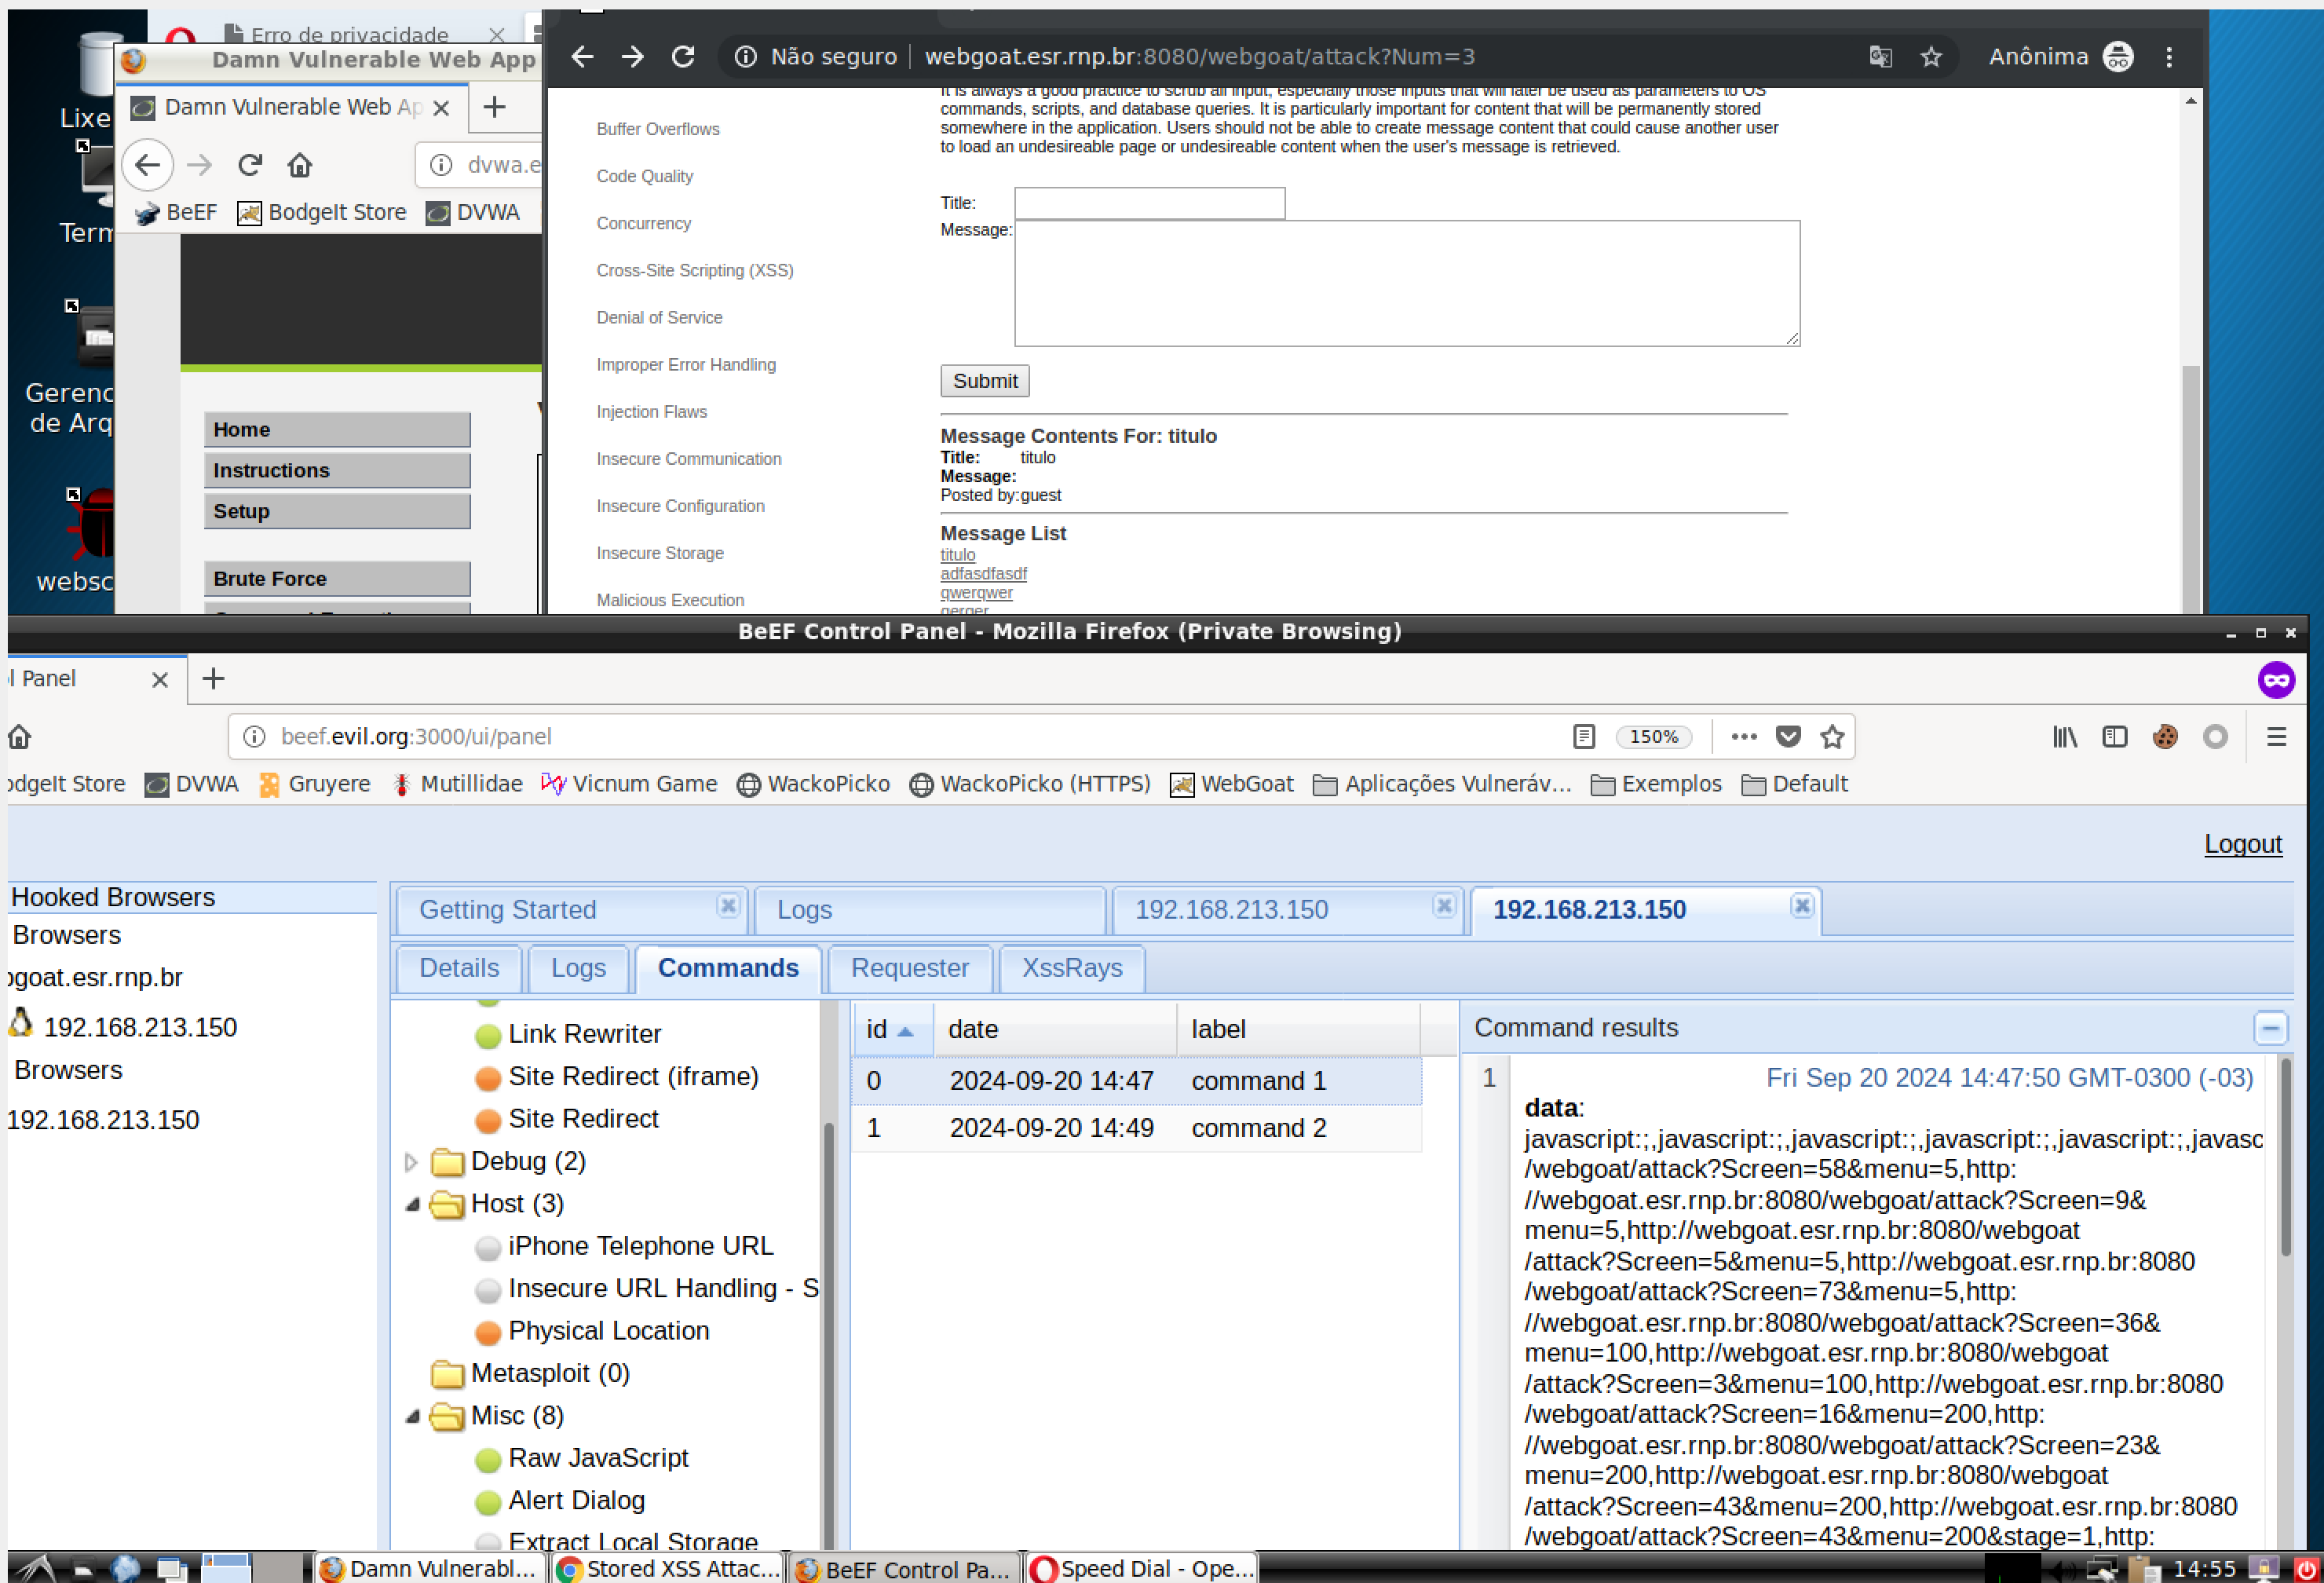 Erro de privacidade
Lixe
Term
Gerenc
de Arq
websc
Damn Vulnerable Web App
Damn Vulnerable Web Ap
dvwa.e
BeEF BodgeIt Store DVWA
Home
Instructions
Setup
Brute Force
Não seguro webgoat.esr.rnp.br:8080/webgoat/attack?Num=3 Anônima
Buffer Overflows
Code Quality
Concurrency
Cross-Site Scripting (XSS)
Denial of Service
Improper Error Handling
Injection Flaws
Insecure Communication
Insecure Configuration
Insecure Storage
Malicious Execution
It is always a good practice to scrub all input, especially those inputs that will later be used as parameters to OS
commands, scripts, and database queries. It is particularly important for content that will be permanently stored
somewhere in the application. Users should not be able to create message content that could cause another user
to load an undesireable page or undesireable content when the user's message is retrieved.
Title:
Message:
Submit
Message Contents For: titulo
Title: titulo
Message:
Posted by:guest
Message List
titulo
adfasdfasdf
qwerqwer
qerqer
BeEF Control Panel - Mozilla Firefox (Private Browsing)
l Panel
beef.evil.org:3000/ui/panel 150%
odgeIt Store DVWA Gruyere Mutillidae Vicnum Game WackoPicko WackoPicko (HTTPS) WebGoat Aplicações Vulneráv... Exemplos Default
Logout
Hooked Browsers
Browsers
ogoat.esr.rnp.br
192.168.213.150
Browsers
192.168.213.150
Getting Started Logs 192.168.213.150 192.168.213.150
Details Logs Commands Requester XssRays
Link Rewriter
Site Redirect (iframe)
Site Redirect
Debug (2)
Host (3)
iPhone Telephone URL
Insecure URL Handling - S
Physical Location
Metasploit (0)
Misc (8)
Raw JavaScript
Alert Dialog
Extract Local Storage
id date label
0 2024-09-20 14:47 command 1
1 2024-09-20 14:49 command 2
Command results
1 Fri Sep 20 2024 14:47:50 GMT-0300 (-03)
data:
javascript:;,javascript:;,javascript:;,javascript:;,javascript:;,javasc
/webgoat/attack?Screen=58&menu=5,http:
//webgoat.esr.rnp.br:8080/webgoat/attack?Screen=9&
menu=5,http://webgoat.esr.rnp.br:8080/webgoat
/attack?Screen=5&menu=5,http://webgoat.esr.rnp.br:8080
/webgoat/attack?Screen=73&menu=5,http:
//webgoat.esr.rnp.br:8080/webgoat/attack?Screen=36&
menu=100,http://webgoat.esr.rnp.br:8080/webgoat
/attack?Screen=3&menu=100,http://webgoat.esr.rnp.br:8080
/webgoat/attack?Screen=16&menu=200,http:
//webgoat.esr.rnp.br:8080/webgoat/attack?Screen=23&
menu=200,http://webgoat.esr.rnp.br:8080/webgoat
/attack?Screen=43&menu=200,http://webgoat.esr.rnp.br:8080
/webgoat/attack?Screen=43&menu=200&stage=1,http:
Damn Vulnerabl... Stored XSS Attac... BeEF Control Pa... Speed Dial - Ope... 14:55